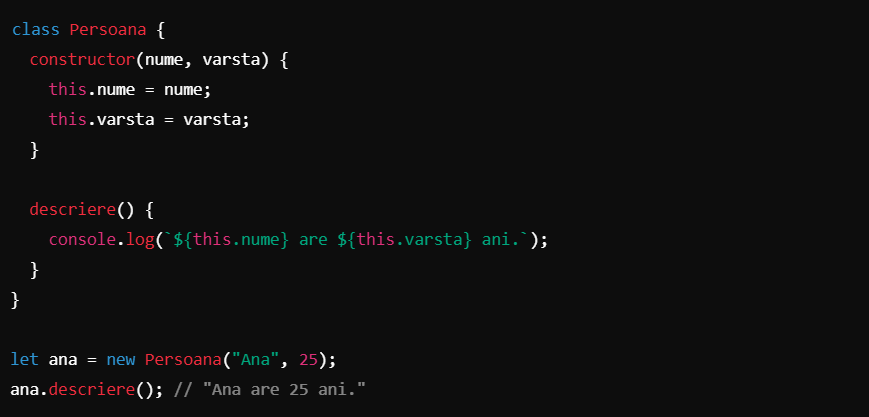 class Persoana {
  constructor(nume, varsta) {
    this.nume = nume;
    this.varsta = varsta;
  }

  descriere() {
    console.log(`${this.nume} are ${this.varsta} ani.`);
  }
}

let ana = new Persoana("Ana", 25);
ana.descriere(); // "Ana are 25 ani."